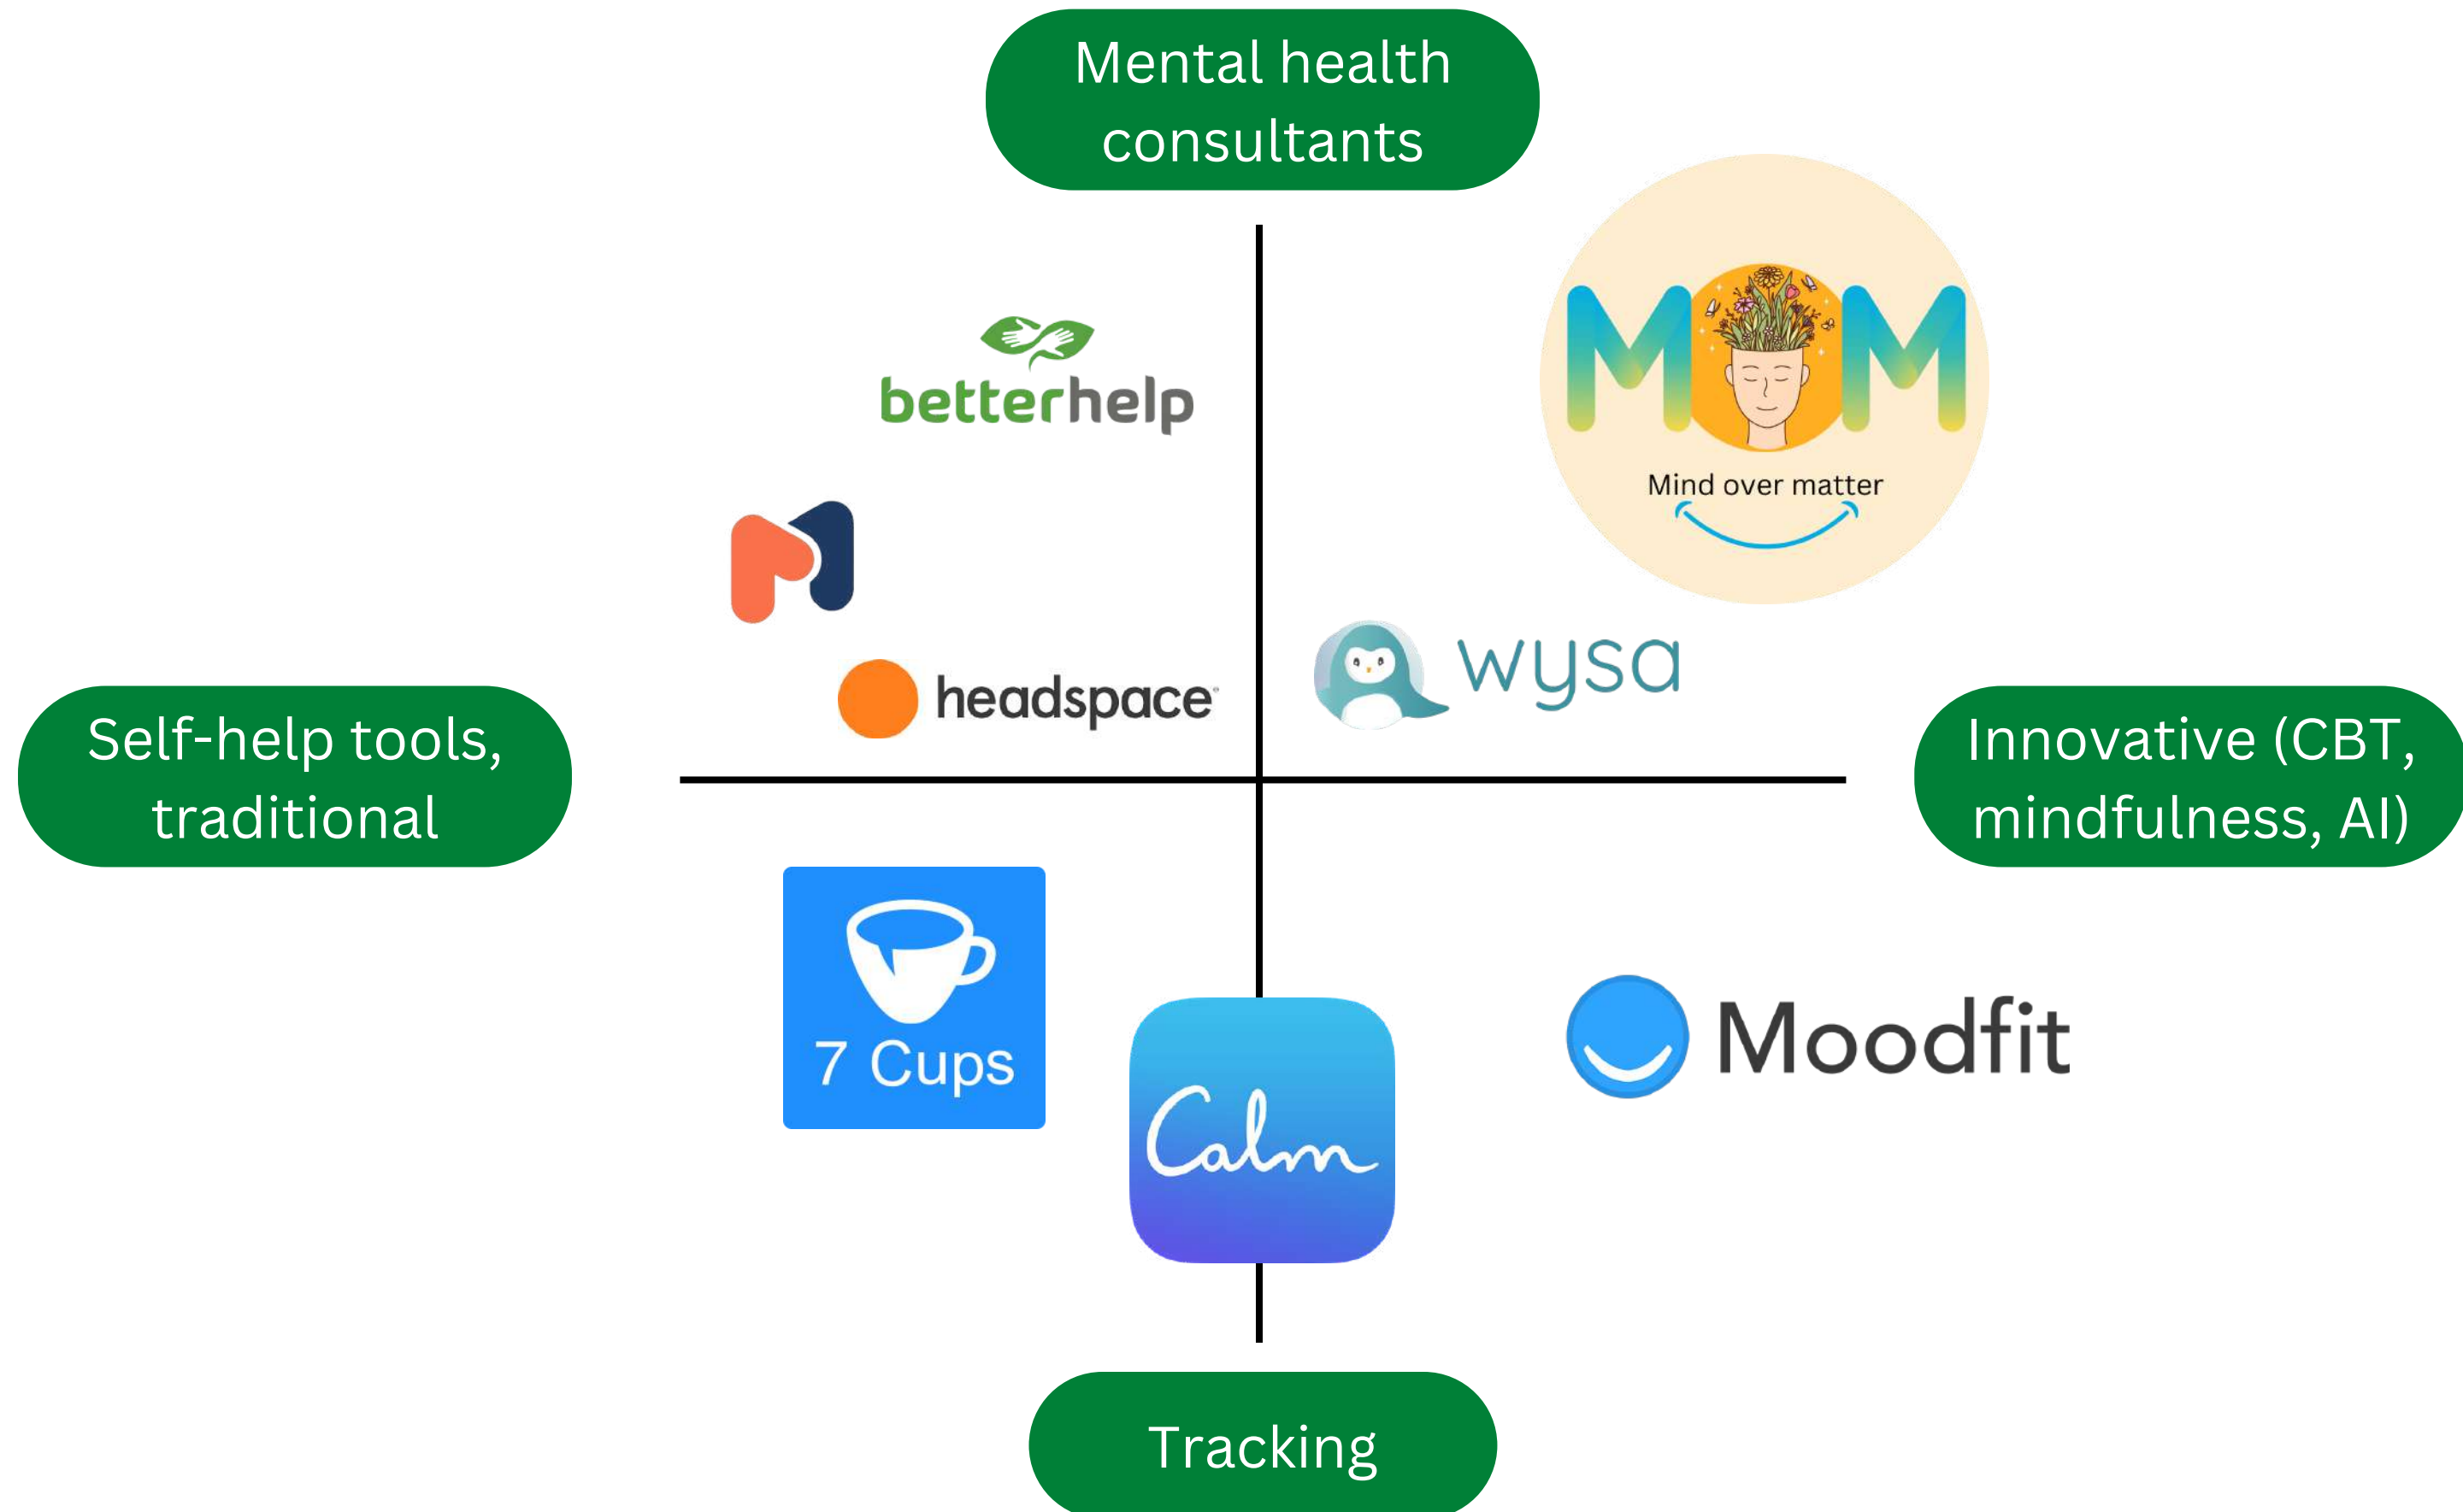 Mental health
consultants
betterhelp
M M
Mind over matter
headspace
wysa
Self-help tools,
traditional
Innovative (CBT,
mindfulness, AI)
7 Cups
Calm
Moodfit
Tracking